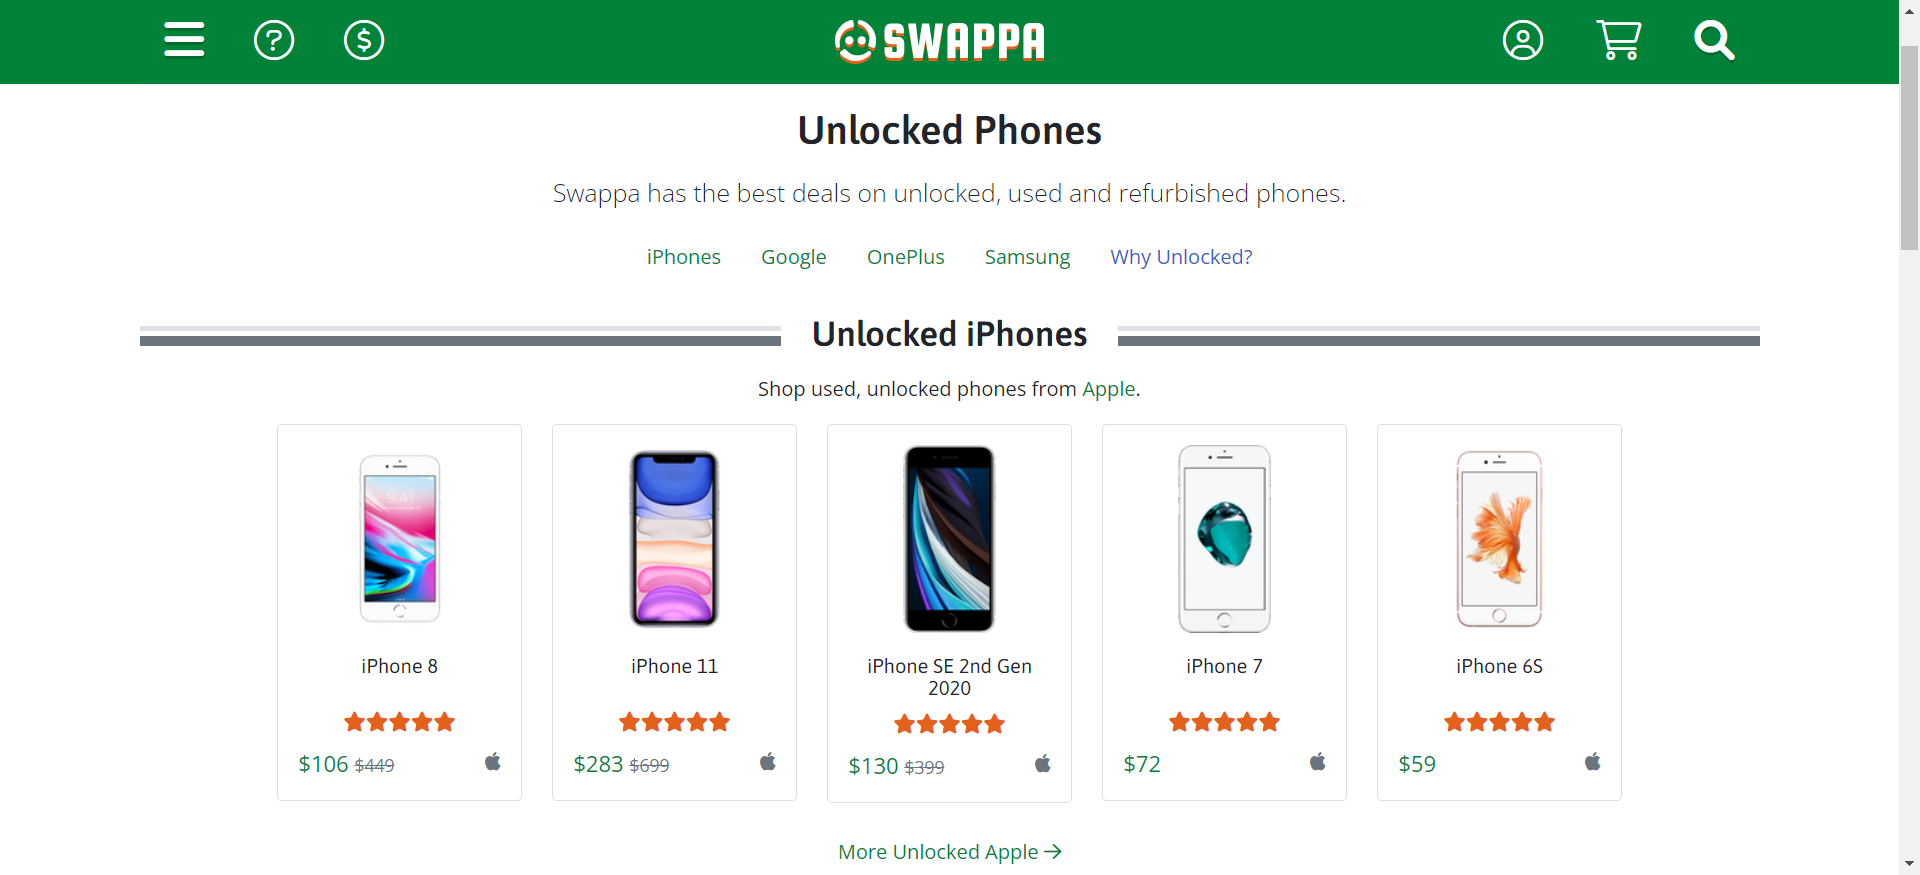 SWAPPA
Unlocked Phones
Swappa has the best deals on unlocked, used and refurbished phones.
iPhones Google OnePlus Samsung Why Unlocked?
Unlocked iPhones
Shop used, unlocked phones from Apple.
9:41
iPhone 8
$106 $449
iPhone 11
$283 $699
iPhone SE 2nd Gen
2020
$130 $399
iPhone 7
$72
iPhone 6S
$59
More Unlocked Apple →